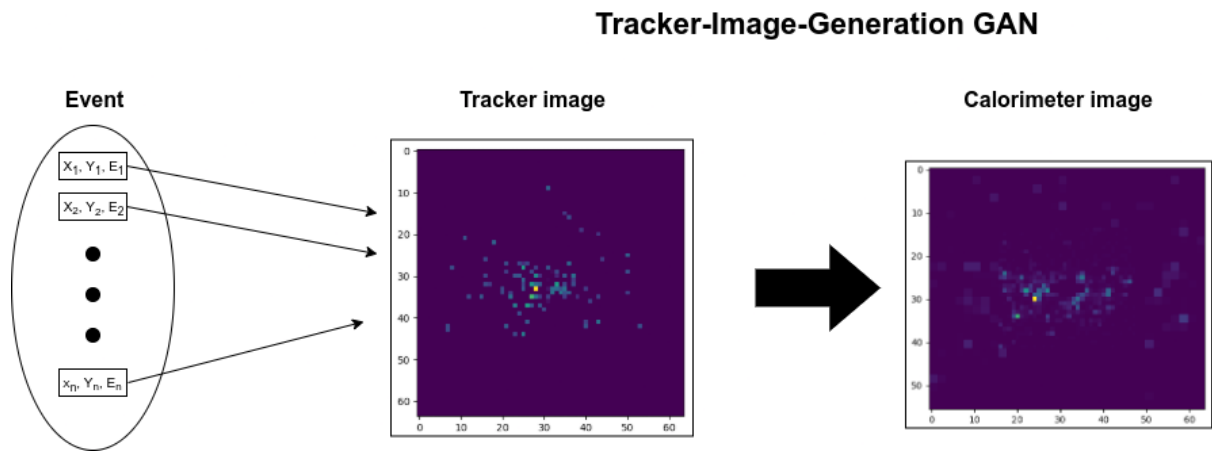 Tracker-Image-Generation GAN
Event
Tracker image
Calorimeter image
X1, Y1, E1
X2, Y2, E2
xn, Yn, En
0
10
20
30
40
50
60
0 10 20 30 40 50 60
0
10
20
30
40
50
0 10 20 30 40 50 60